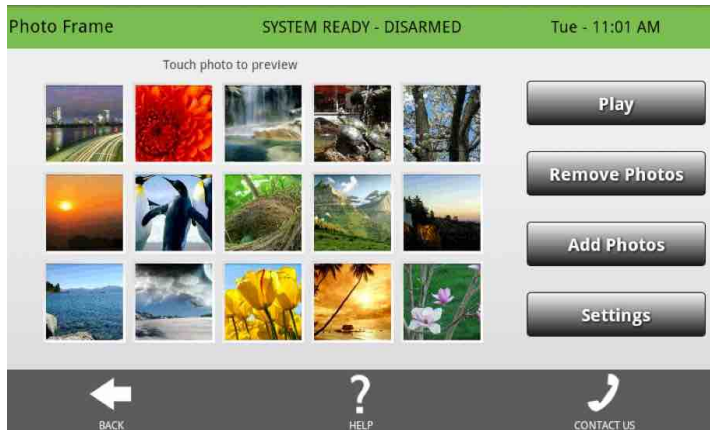 Photo Frame SYSTEM READY - DISARMED Tue - 11:01 AM
Touch photo to preview
Play
Remove Photos
Add Photos
Settings
BACK HELP CONTACT US